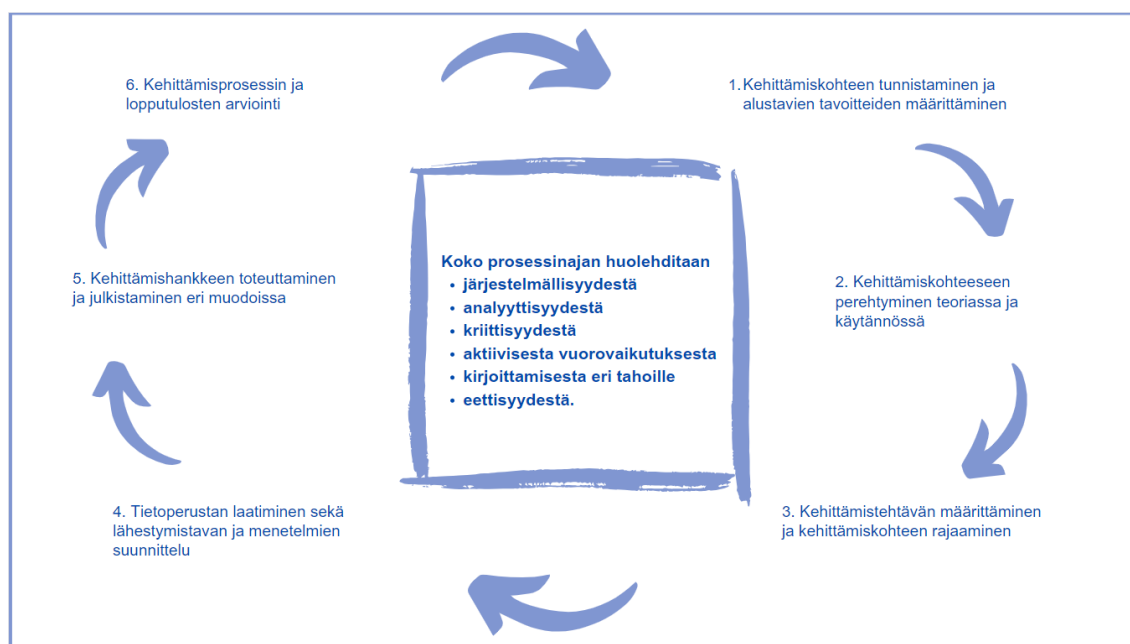 6. Kehittämisprosessin ja
lopputulosten arviointi
1. Kehittämiskohteen tunnistaminen ja
alustavien tavoitteiden määrittäminen
Koko prosessinajan huolehditaan
• järjestelmällisyydestä
• analyyttisyydestä
• kriittisyydestä
• aktiivisesta vuorovaikutuksesta
• kirjoittamisesta eri tahoille
• eettisyydestä.
5. Kehittämishankkeen toteuttaminen
ja julkistaminen eri muodoissa
2. Kehittämiskohteeseen
perehtyminen teoriassa ja
käytännössä
4. Tietoperustan laatiminen sekä
lähestymistavan ja menetelmien
suunnittelu
3. Kehittämistehtävän määrittäminen
ja kehittämiskohteen rajaaminen